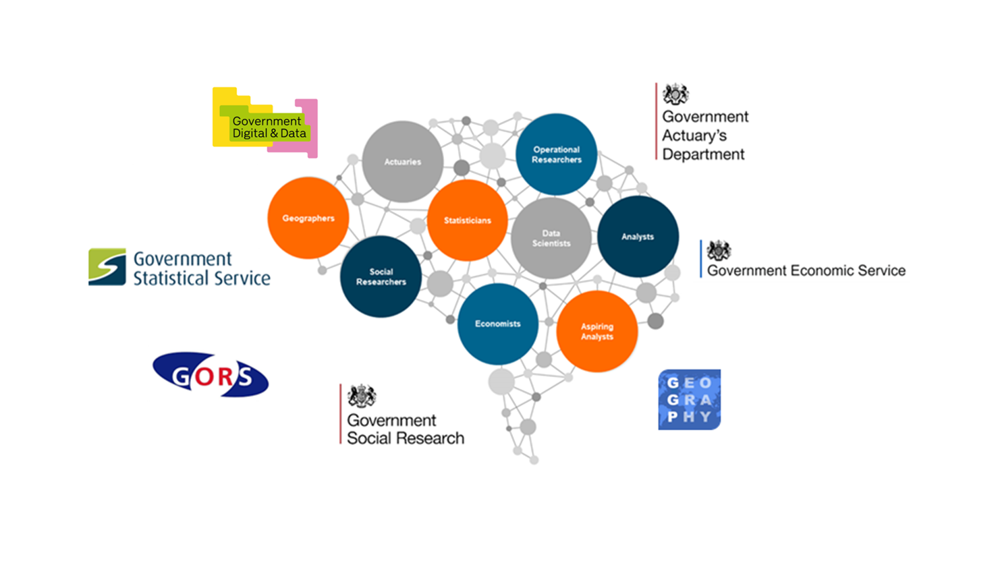 Government
Digital & Data
Government
Actuary's
Department
Actuaries
Operational
Researchers
Geographers
Statisticians
Data
Scientists
Analysts
Government
Statistical Service
Social
Researchers
Government Economic Service
Economists
Aspiring
Analysts
GORS
Government
Social Research
GEO
GRA
PHY